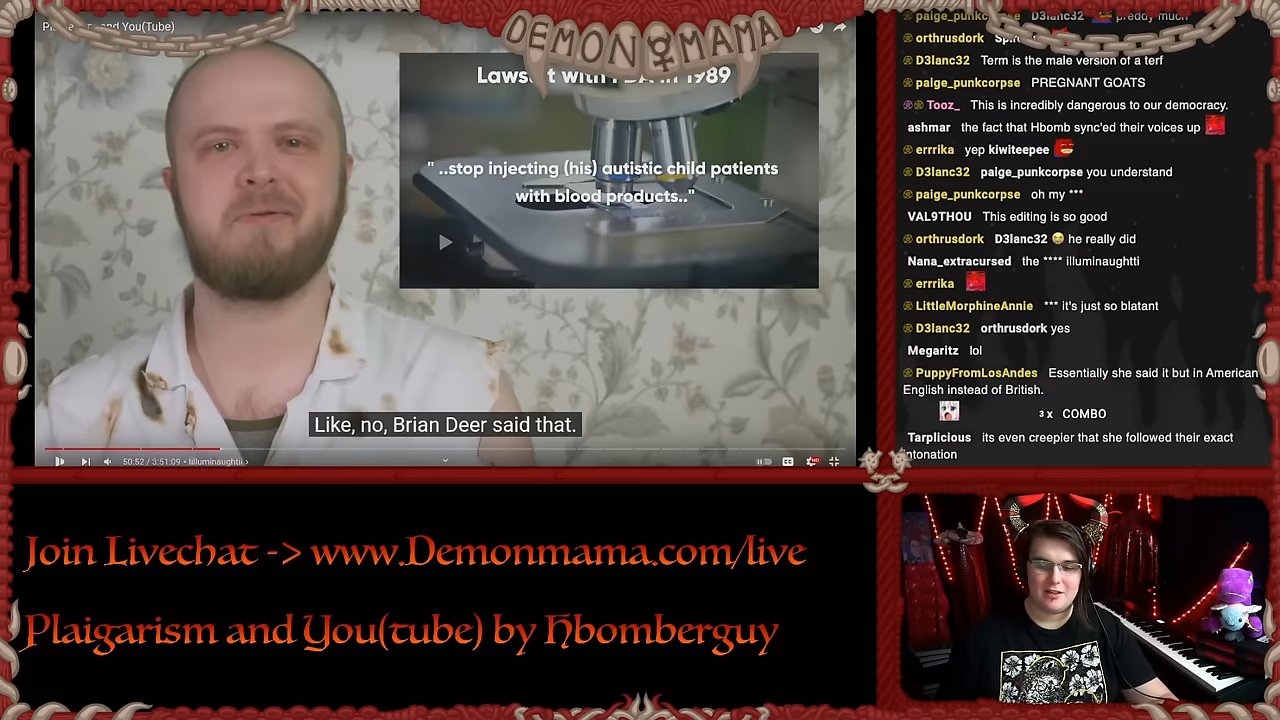 DEMON MAMA
and You(Tube)
in 1989
" ..stop injecting (his) autistic child patients
with blood products.."
Like, no, Brian Deer said that.
50:52 / 3:51:09 • Iilluminaughtii ›
HD
Join Livechat -> www.Demonmama.com/live
Plaigarism and You(tube) by Hbomberguy
D3lanc32 preddy much
orthrusdork
D3lanc32 Term is the male version of a terf
paige_punkcorpse PREGNANT GOATS
Tooz_ This is incredibly dangerous to our democracy.
ashmar the fact that Hbomb sync'ed their voices up
errrika yep kiwiteepee
D3lanc32 paige_punkcorpse you understand
paige_punkcorpse oh my ***
VAL9THOU This editing is so good
orthrusdork D3lanc32 😭 he really did
Nana_extracursed the **** illuminaughtti
errrika
LittleMorphineAnnie *** it's just so blatant
D3lanc32 orthrusdork yes
Megaritz lol
PuppyFromLosAndes Essentially she said it but in American
English instead of British.
3 x COMBO
Tarplicious its even creepier that she followed their exact
intonation